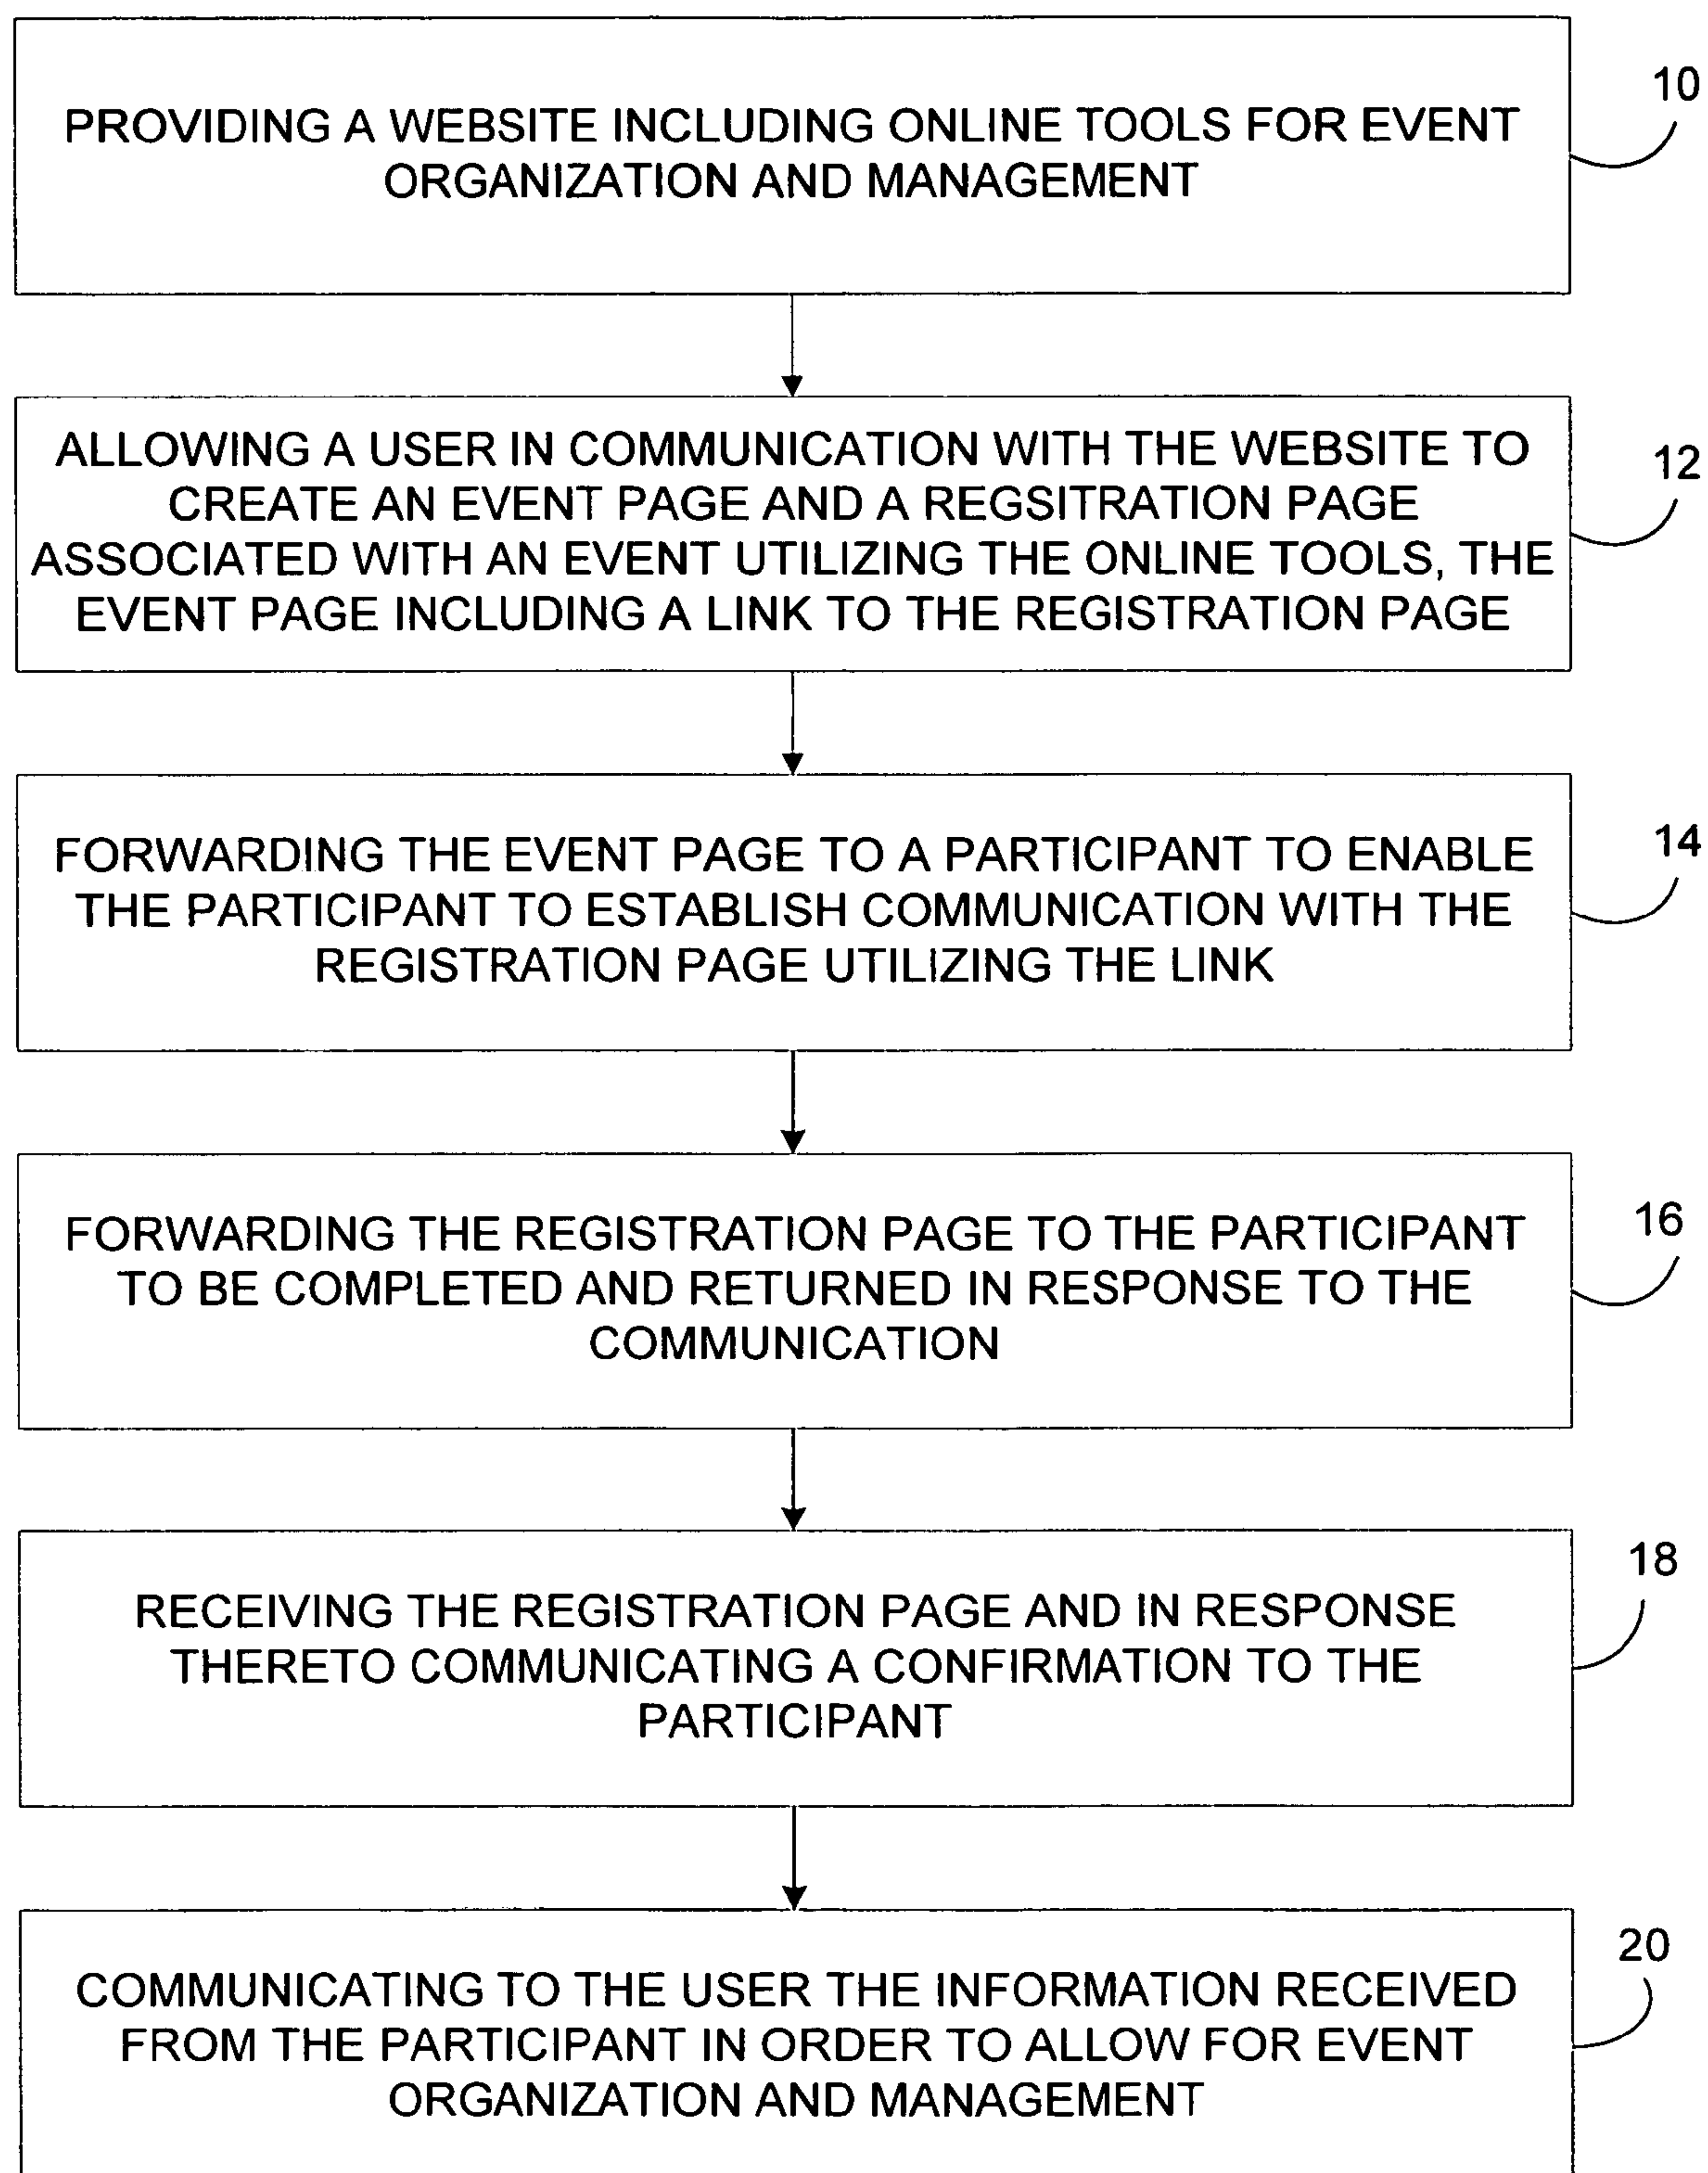 10
PROVIDING A WEBSITE INCLUDING ONLINE TOOLS FOR EVENT
ORGANIZATION AND MANAGEMENT
12
ALLOWING A USER IN COMMUNICATION WITH THE WEBSITE TO
CREATE AN EVENT PAGE AND A REGSITRATION PAGE
ASSOCIATED WITH AN EVENT UTILIZING THE ONLINE TOOLS, THE
EVENT PAGE INCLUDING A LINK TO THE REGISTRATION PAGE
14
FORWARDING THE EVENT PAGE TO A PARTICIPANT TO ENABLE
THE PARTICIPANT TO ESTABLISH COMMUNICATION WITH THE
REGISTRATION PAGE UTILIZING THE LINK
16
FORWARDING THE REGISTRATION PAGE TO THE PARTICIPANT
TO BE COMPLETED AND RETURNED IN RESPONSE TO THE
COMMUNICATION
18
RECEIVING THE REGISTRATION PAGE AND IN RESPONSE
THERETO COMMUNICATING A CONFIRMATION TO THE
PARTICIPANT
20
COMMUNICATING TO THE USER THE INFORMATION RECEIVED
FROM THE PARTICIPANT IN ORDER TO ALLOW FOR EVENT
ORGANIZATION AND MANAGEMENT